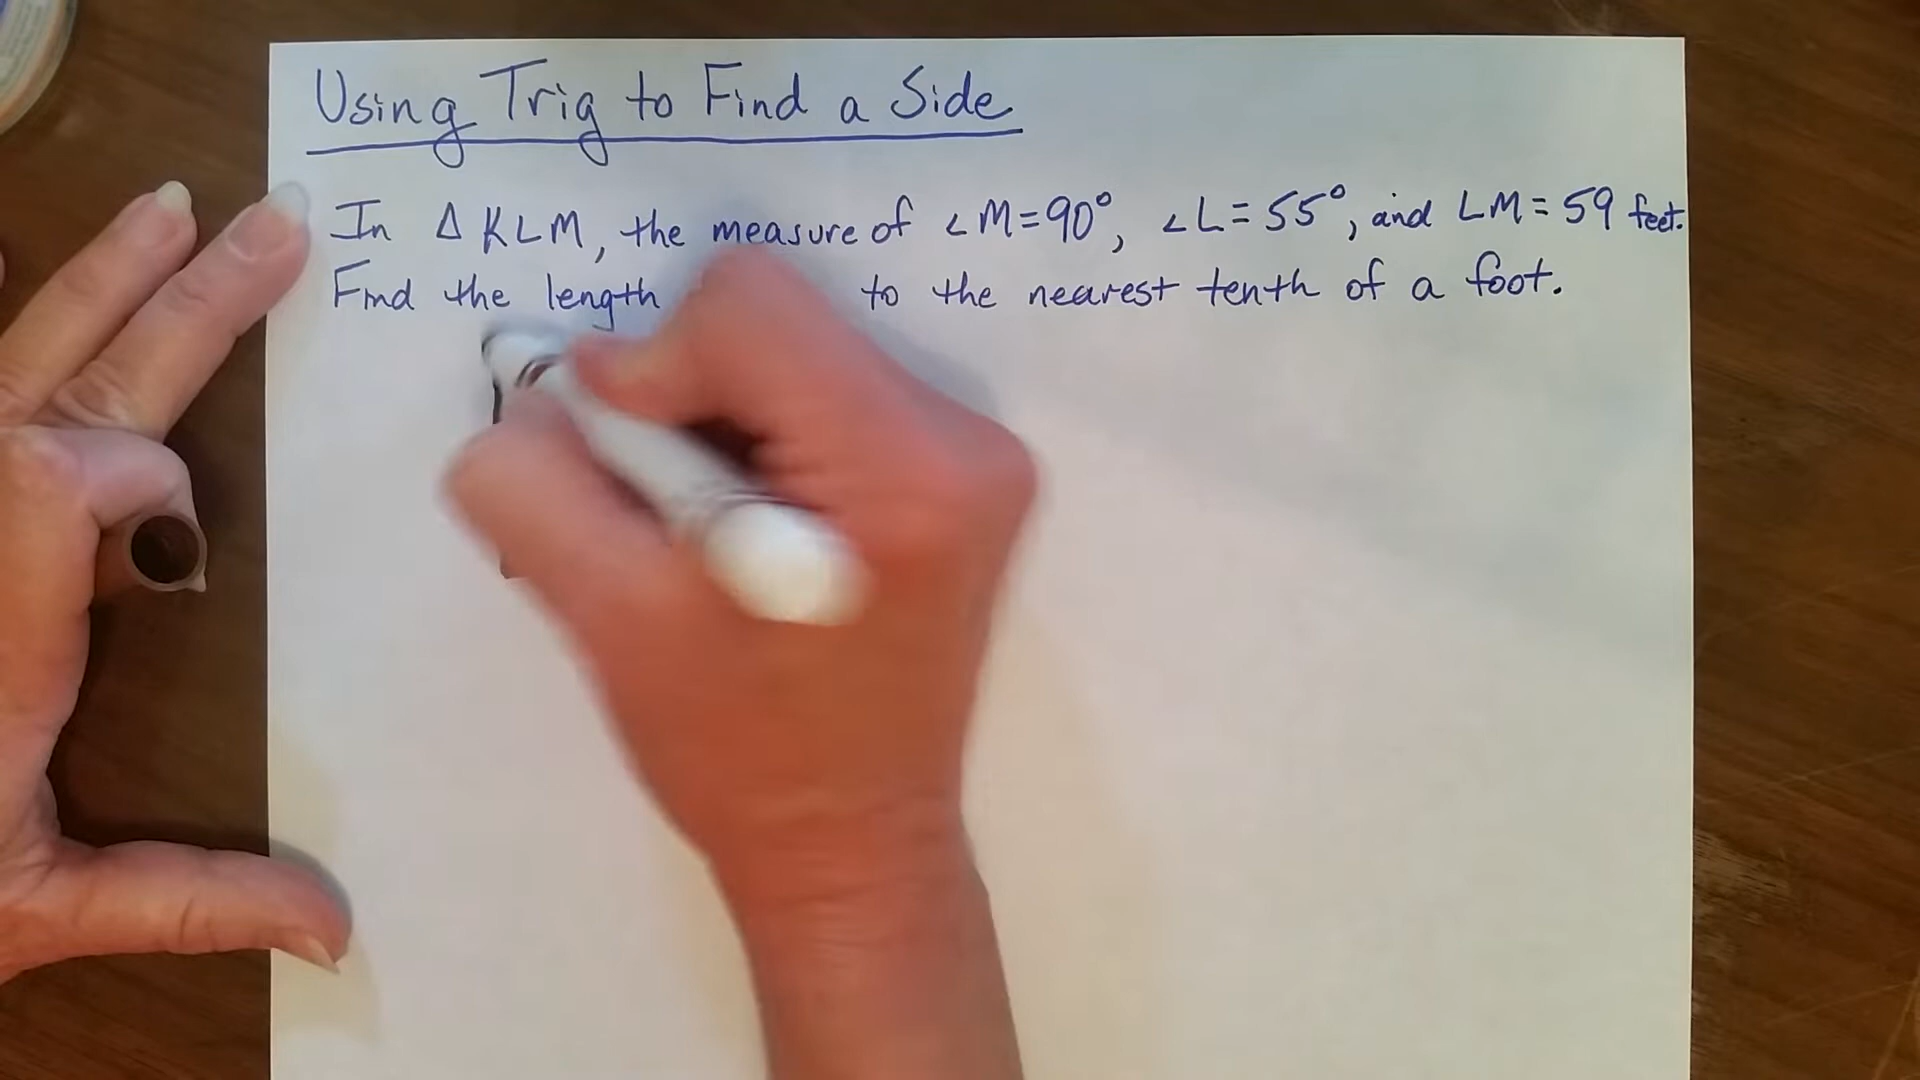 Using Trig to Find a Side
In Δ KLM, the measure of ∠M=90°, ∠L=55°, and LM=59 feet.
Find the length to the nearest tenth of a foot.